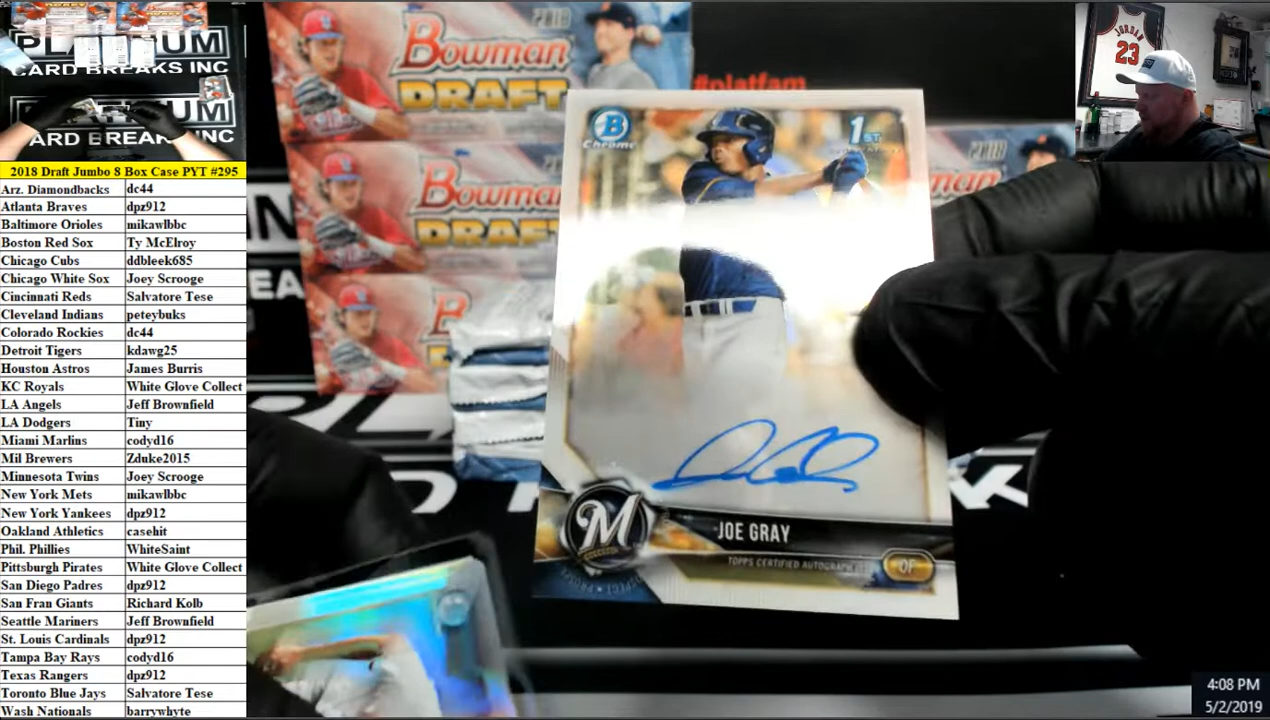 PLATINUM
CARD BREAKS INC
CARD BREAK INC
2018 Draft Jumbo 8 Box Case PYT #295
Arz. Diamondbacks dc44
Atlanta Braves dpz912
Baltimore Orioles mikawlbbc
Boston Red Sox Ty McElroy
Chicago Cubs ddbleek685
Chicago White Sox Joey Scrooge
Cincinnati Reds Salvatore Tese
Cleveland Indians peteybuks
Colorado Rockies dc44
Detroit Tigers kdawg25
Houston Astros James Burris
KC Royals White Glove Collect
LA Angels Jeff Brownfield
LA Dodgers Tiny
Miami Marlins codyd16
Mil Brewers Zduke2015
Minnesota Twins Joey Scrooge
New York Mets mikawlbbc
New York Yankees dpz912
Oakland Athletics casehit
Phil. Phillies WhiteSaint
Pittsburgh Pirates White Glove Collect
San Diego Padres dpz912
San Fran Giants Richard Kolb
Seattle Mariners Jeff Brownfield
St. Louis Cardinals dpz912
Tampa Bay Rays codyd16
Texas Rangers dpz912
Toronto Blue Jays Salvatore Tese
Wash Nationals barrywhyte
2018
Bowman
DRAFT
Bowman
DRAFT
#platfam
2018
JORDAN
23
B
Chrome
1ST
M
JOE GRAY
TOPPS CERTIFIED AUTOGRAPH
OF
4:08 PM
5/2/2019